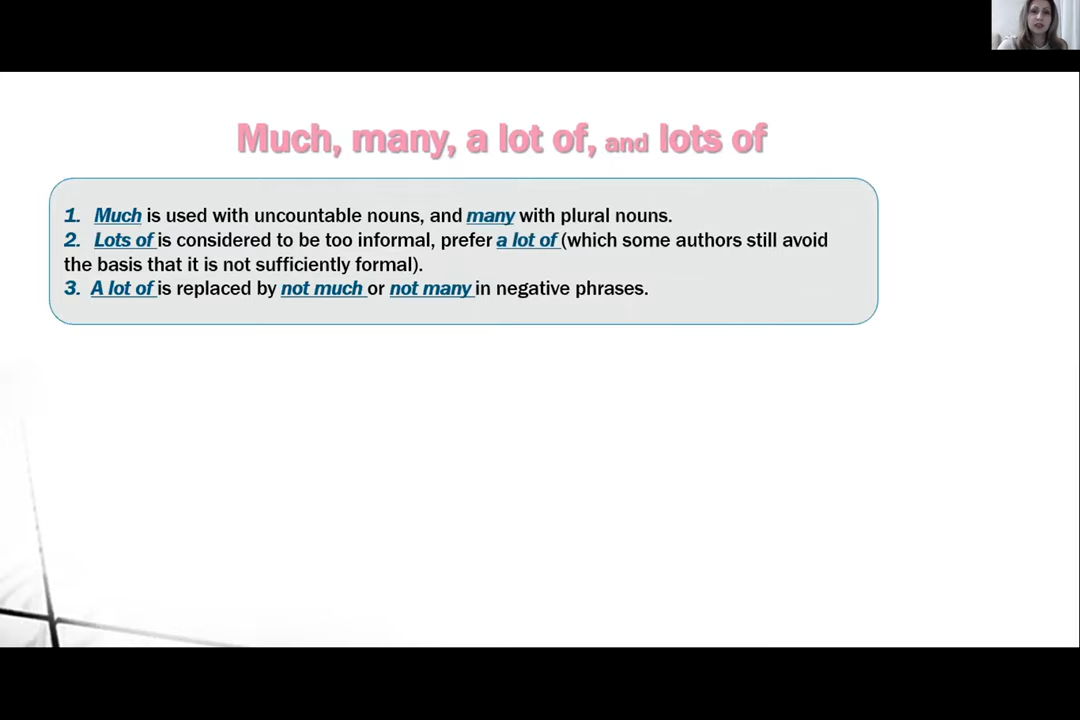 Much, many, a lot of, and lots of
1. Much is used with uncountable nouns, and many with plural nouns.
2. Lots of is considered to be too informal, prefer a lot of (which some authors still avoid
the basis that it is not sufficiently formal).
3. A lot of is replaced by not much or not many in negative phrases.